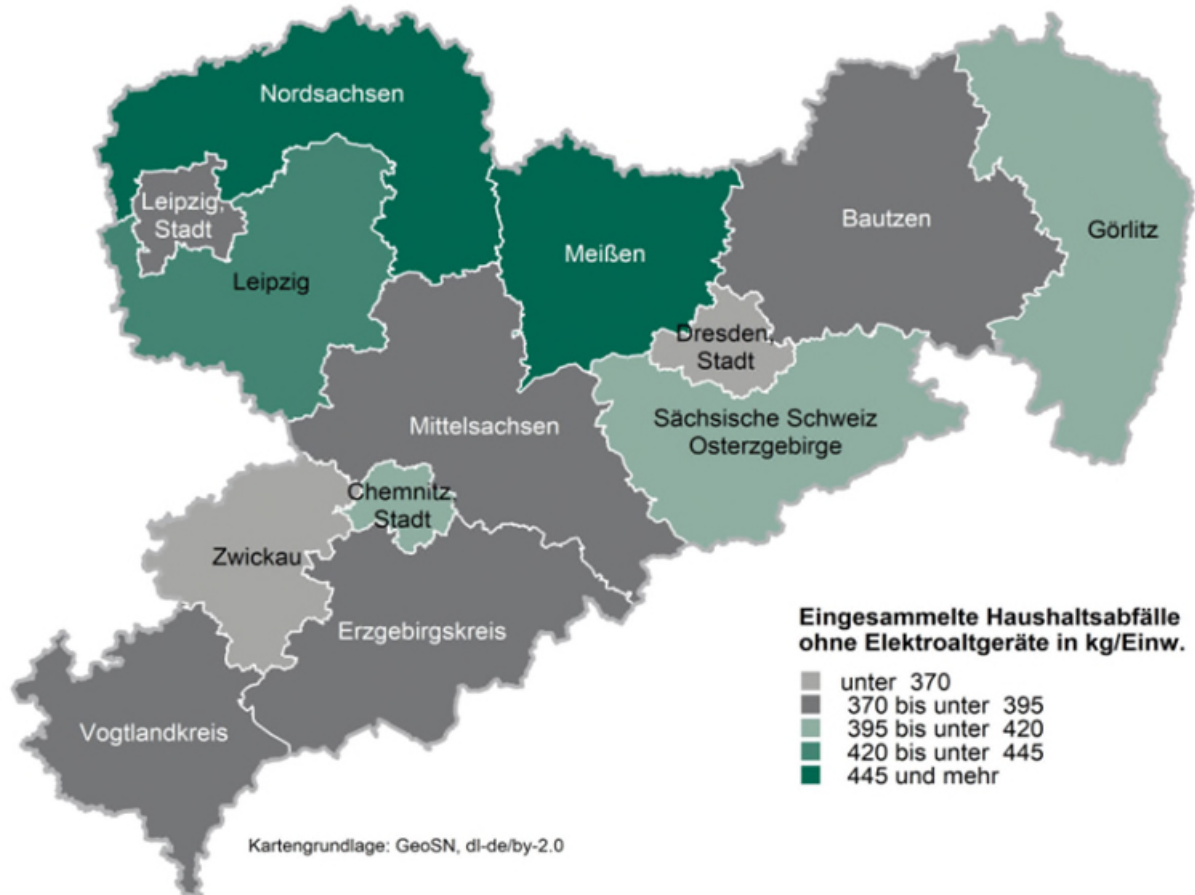 Nordsachsen
Leipzig,
Stadt
Leipzig
Meißen
Bautzen
Görlitz
Dresden,
Stadt
Sächsische Schweiz
Osterzgebirge
Mittelsachsen
Chemnitz,
Stadt
Zwickau
Erzgebirgskreis
Vogtlandkreis
Eingesammelte Haushaltsabfälle
ohne Elektroaltgeräte in kg/Einw.
unter 370
370 bis unter 395
395 bis unter 420
420 bis unter 445
445 und mehr
Kartengrundlage: GeoSN, dl-de/by-2.0